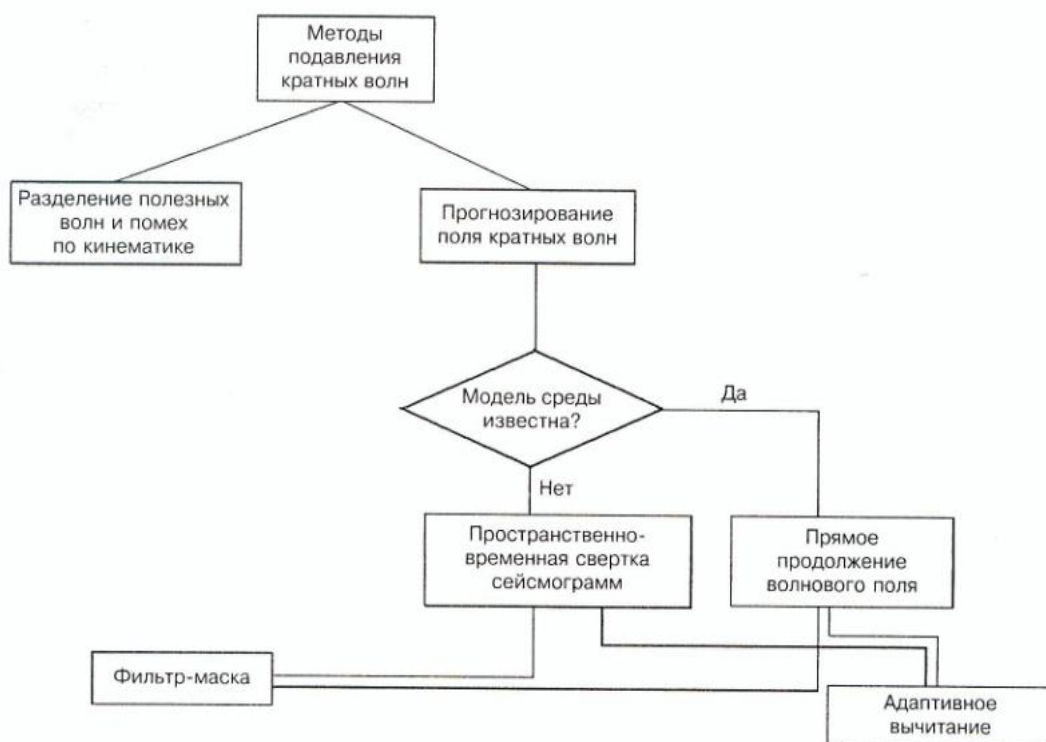 Методы
подавления
кратных волн
Разделение полезных
волн и помех
по кинематике
Прогнозирование
поля кратных волн
Модель среды
известна?
Да
Нет
Пространственно-
временная свертка
сейсмограмм
Прямое
продолжение
волнового поля
Фильтр-маска
Адаптивное
вычитание